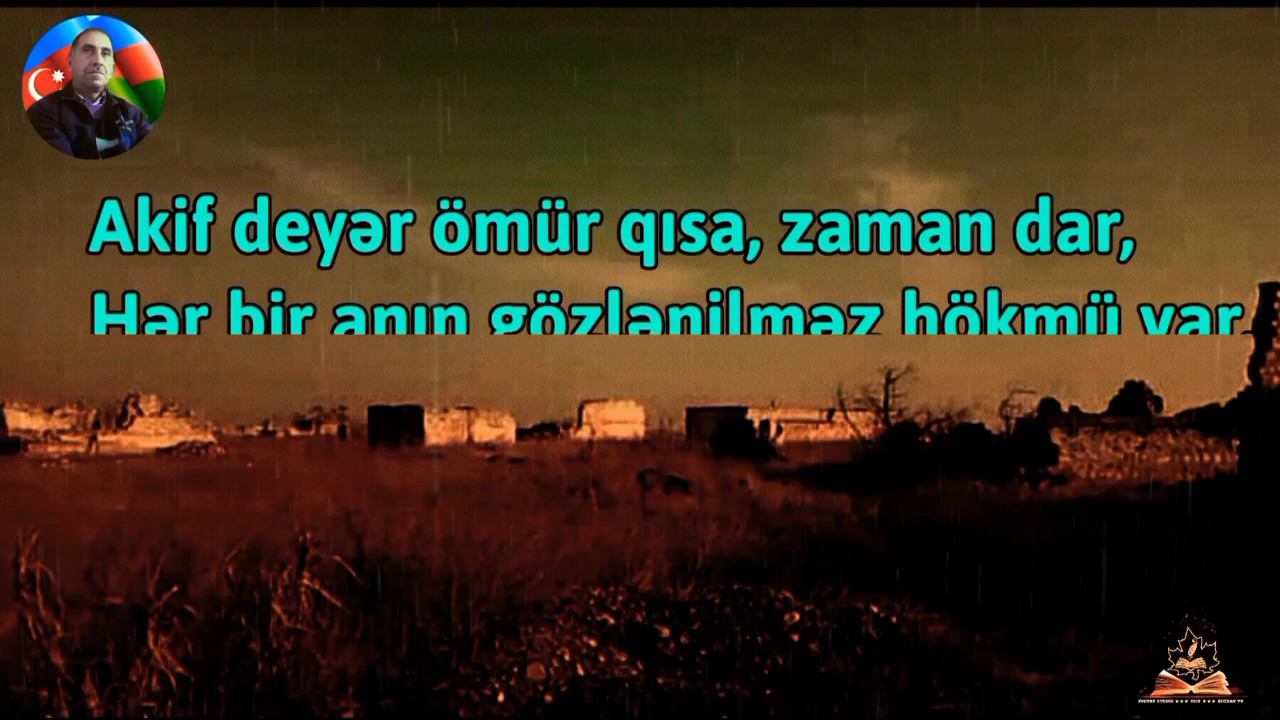 Akif deyər ömür qısa, zaman dar,
Hər bir anın gözlənilməz hökmü var